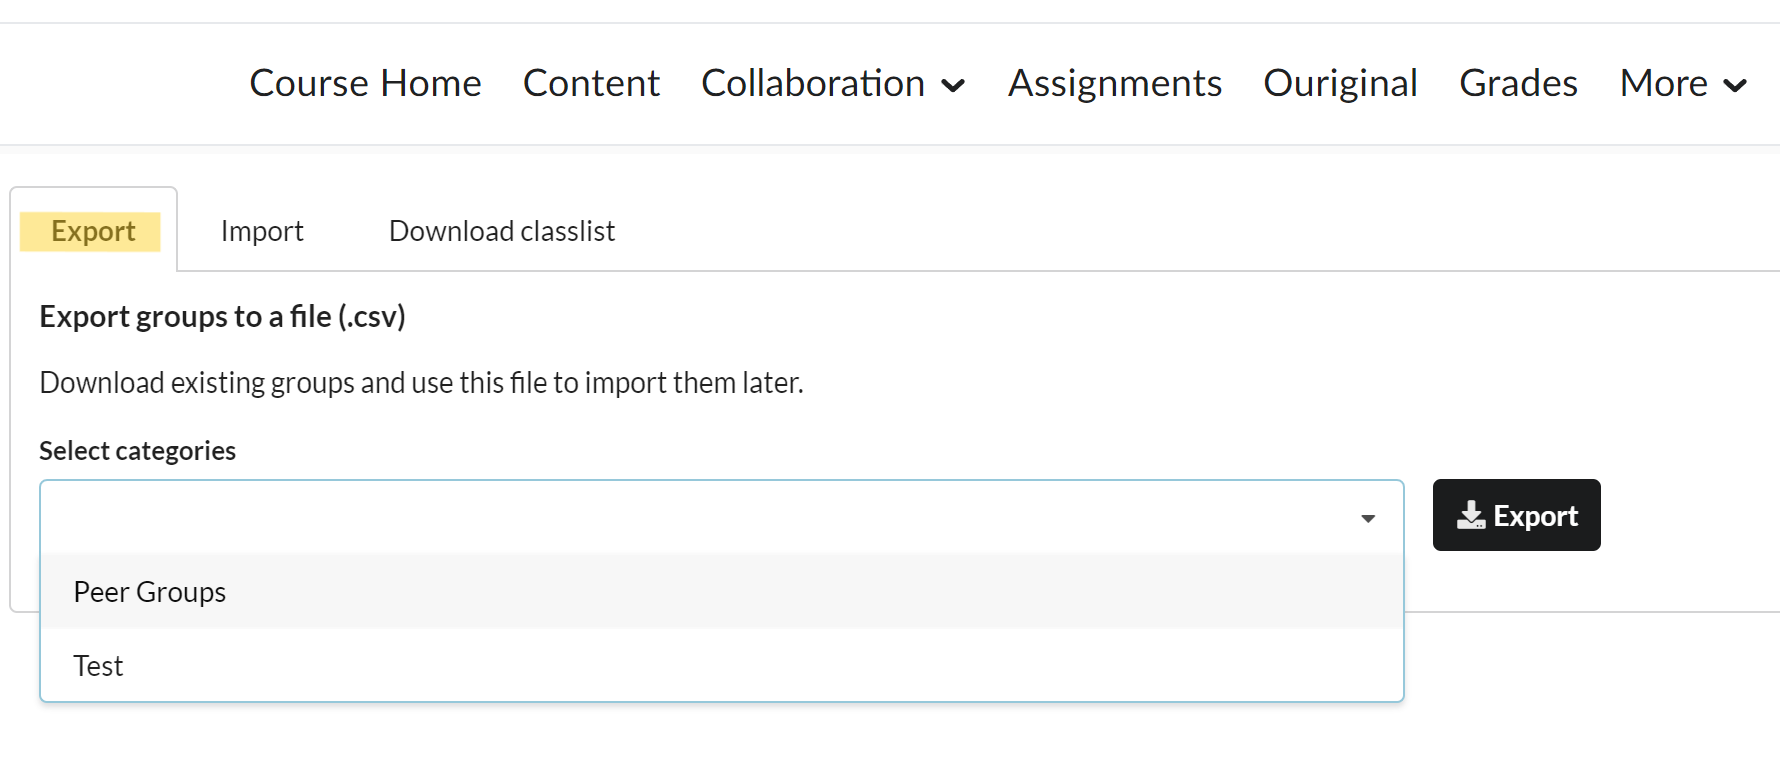 Course Home Content Collaboration Assignments Ouriginal Grades More
Export Import Download classlist
Export groups to a file (.csv)
Download existing groups and use this file to import them later.
Select categories
Export
Peer Groups
Test